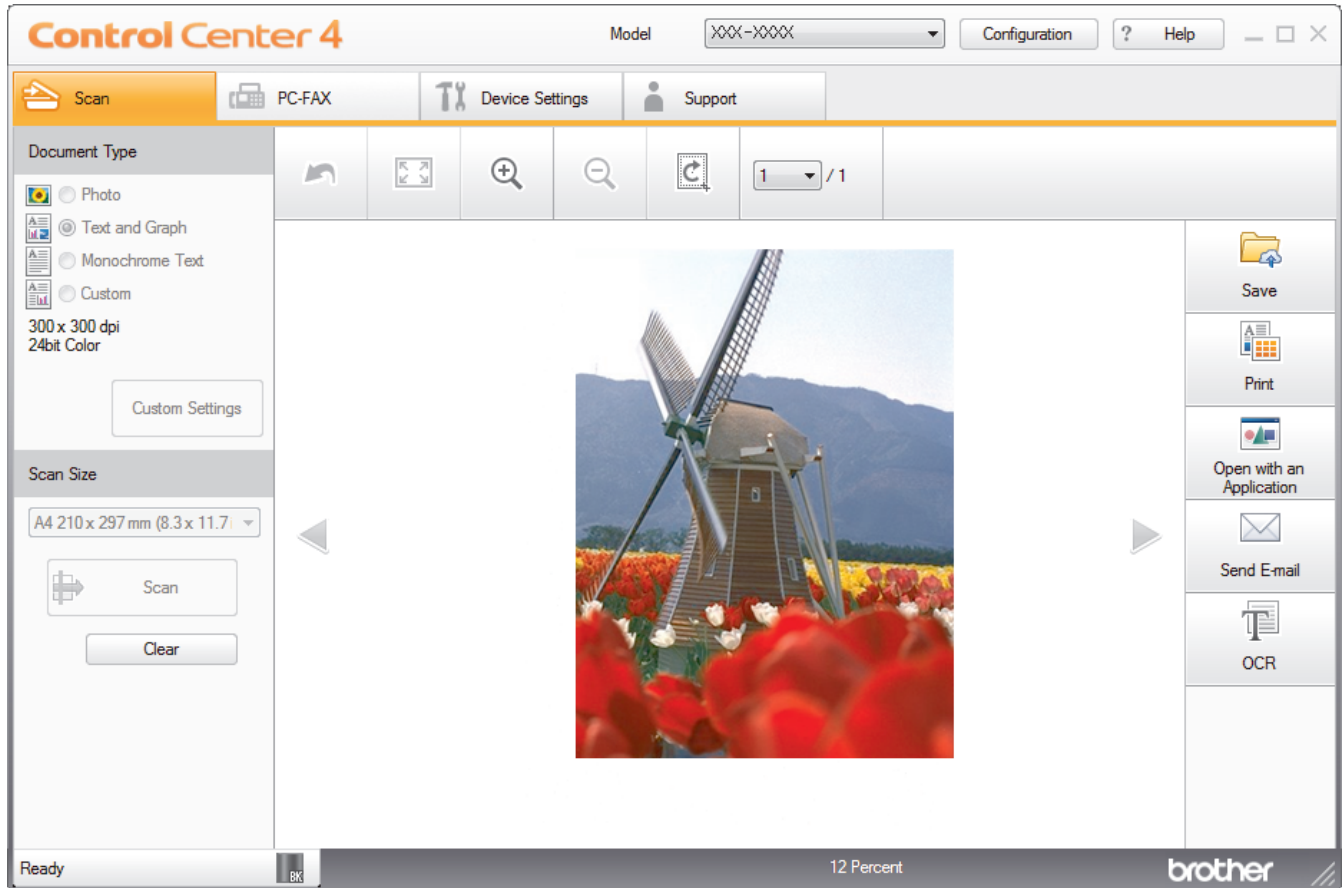 Control Center 4
Model
XXX-XXXX
Configuration
? Help
Scan
PC-FAX
Device Settings
Support
Document Type
Photo
Text and Graph
Monochrome Text
Custom
300 x 300 dpi
24bit Color
Custom Settings
Scan Size
A4 210 x 297 mm (8.3 x 11.7
Scan
Clear
1 / 1
Save
Print
Open with an
Application
Send E-mail
OCR
Ready
BK
12 Percent
brother